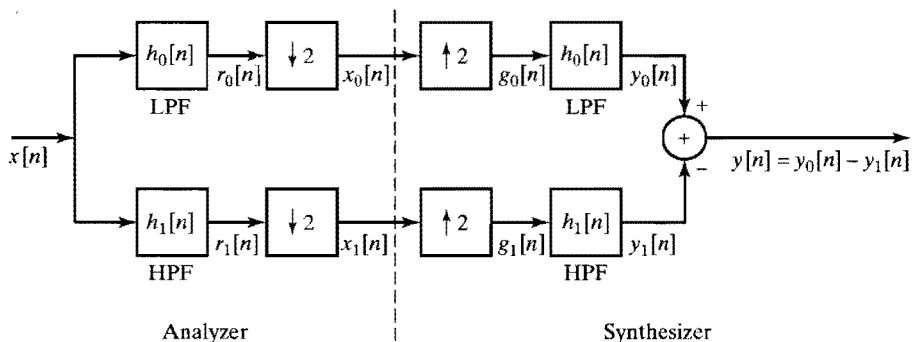 h₀[n]
LPF
r₀[n]
↓ 2
x₀[n]
↑ 2
g₀[n]
h₀[n]
LPF
y₀[n]
+
x[n]
+
y[n] = y₀[n] − y₁[n]
−
h₁[n]
HPF
r₁[n]
↓ 2
x₁[n]
↑ 2
g₁[n]
h₁[n]
HPF
y₁[n]
Analyzer
Synthesizer